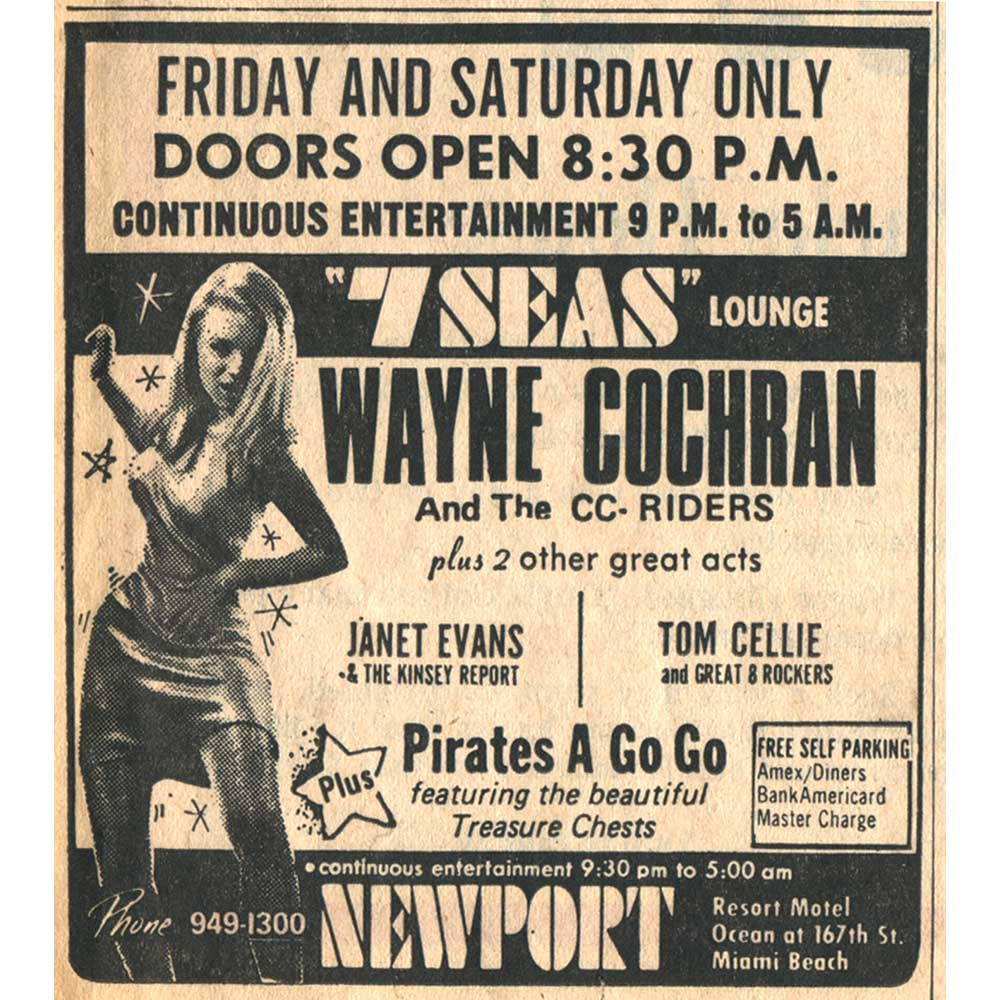 FRIDAY AND SATURDAY ONLY
DOORS OPEN 8:30 P.M.
CONTINUOUS ENTERTAINMENT 9 P.M. to 5 A.M.
"7 SEAS" LOUNGE
WAYNE COCHRAN
And The CC- RIDERS
plus 2 other great acts
JANET EVANS
& THE KINSEY REPORT
TOM CELLIE
and GREAT 8 ROCKERS
Plus
Pirates A Go Go
featuring the beautiful
Treasure Chests
FREE SELF PARKING
Amex/Diners
BankAmericard
Master Charge
• continuous entertainment 9:30 pm to 5:00 am
Phone 949-1300
NEWPORT
Resort Motel
Ocean at 167th St.
Miami Beach